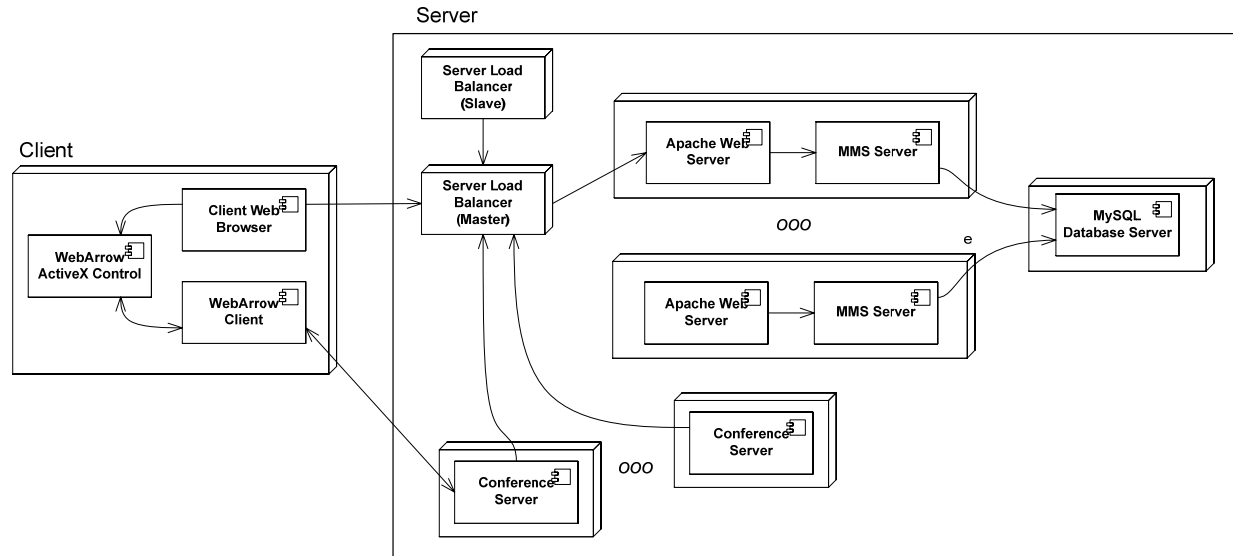 Server
Server Load
Balancer
(Slave)
Client
Client Web
Browser
WebArrow
ActiveX Control
WebArrow
Client
Server Load
Balancer
(Master)
Apache Web
Server
MMS Server
ooo
e
Apache Web
Server
MMS Server
MySQL
Database Server
Conference
Server
ooo
Conference
Server